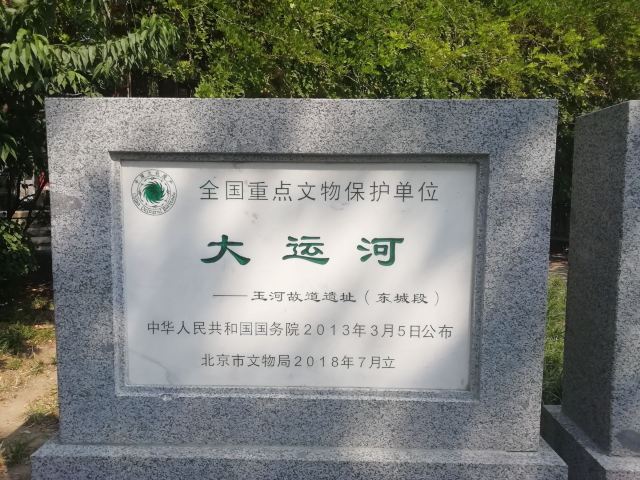 全国重点文物保护单位
大运河
——玉河故道遗址（东城段）
中华人民共和国国务院2013年3月5日公布
北京市文物局2018年7月立